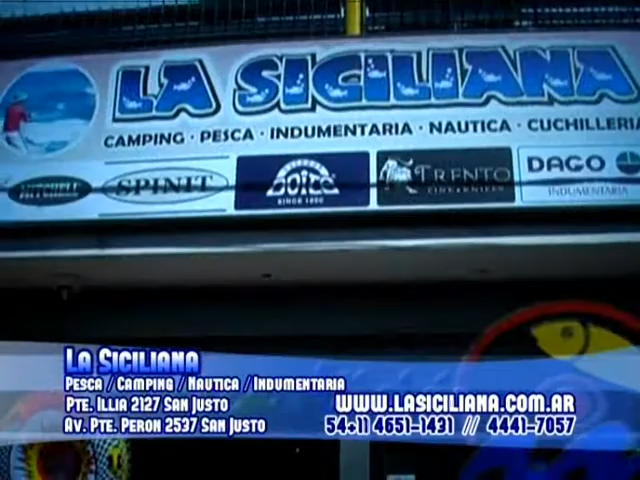 LA SICILIANA
CAMPING · PESCA · INDUMENTARIA · NAUTICA · CUCHILLERIA
MITCHELL SPINIT DOITE TRENTO DAGO
SINCE 1890 INDUMENTARIA
LA SICILIANA
PESCA / CAMPING / NAUTICA / INDUMENTARIA
PTE. ILLIA 2127 SAN JUSTO
AV. PTE. PERON 2537 SAN JUSTO
WWW.LASICILIANA.COM.AR
54+11 4651-1431 // 4441-7057